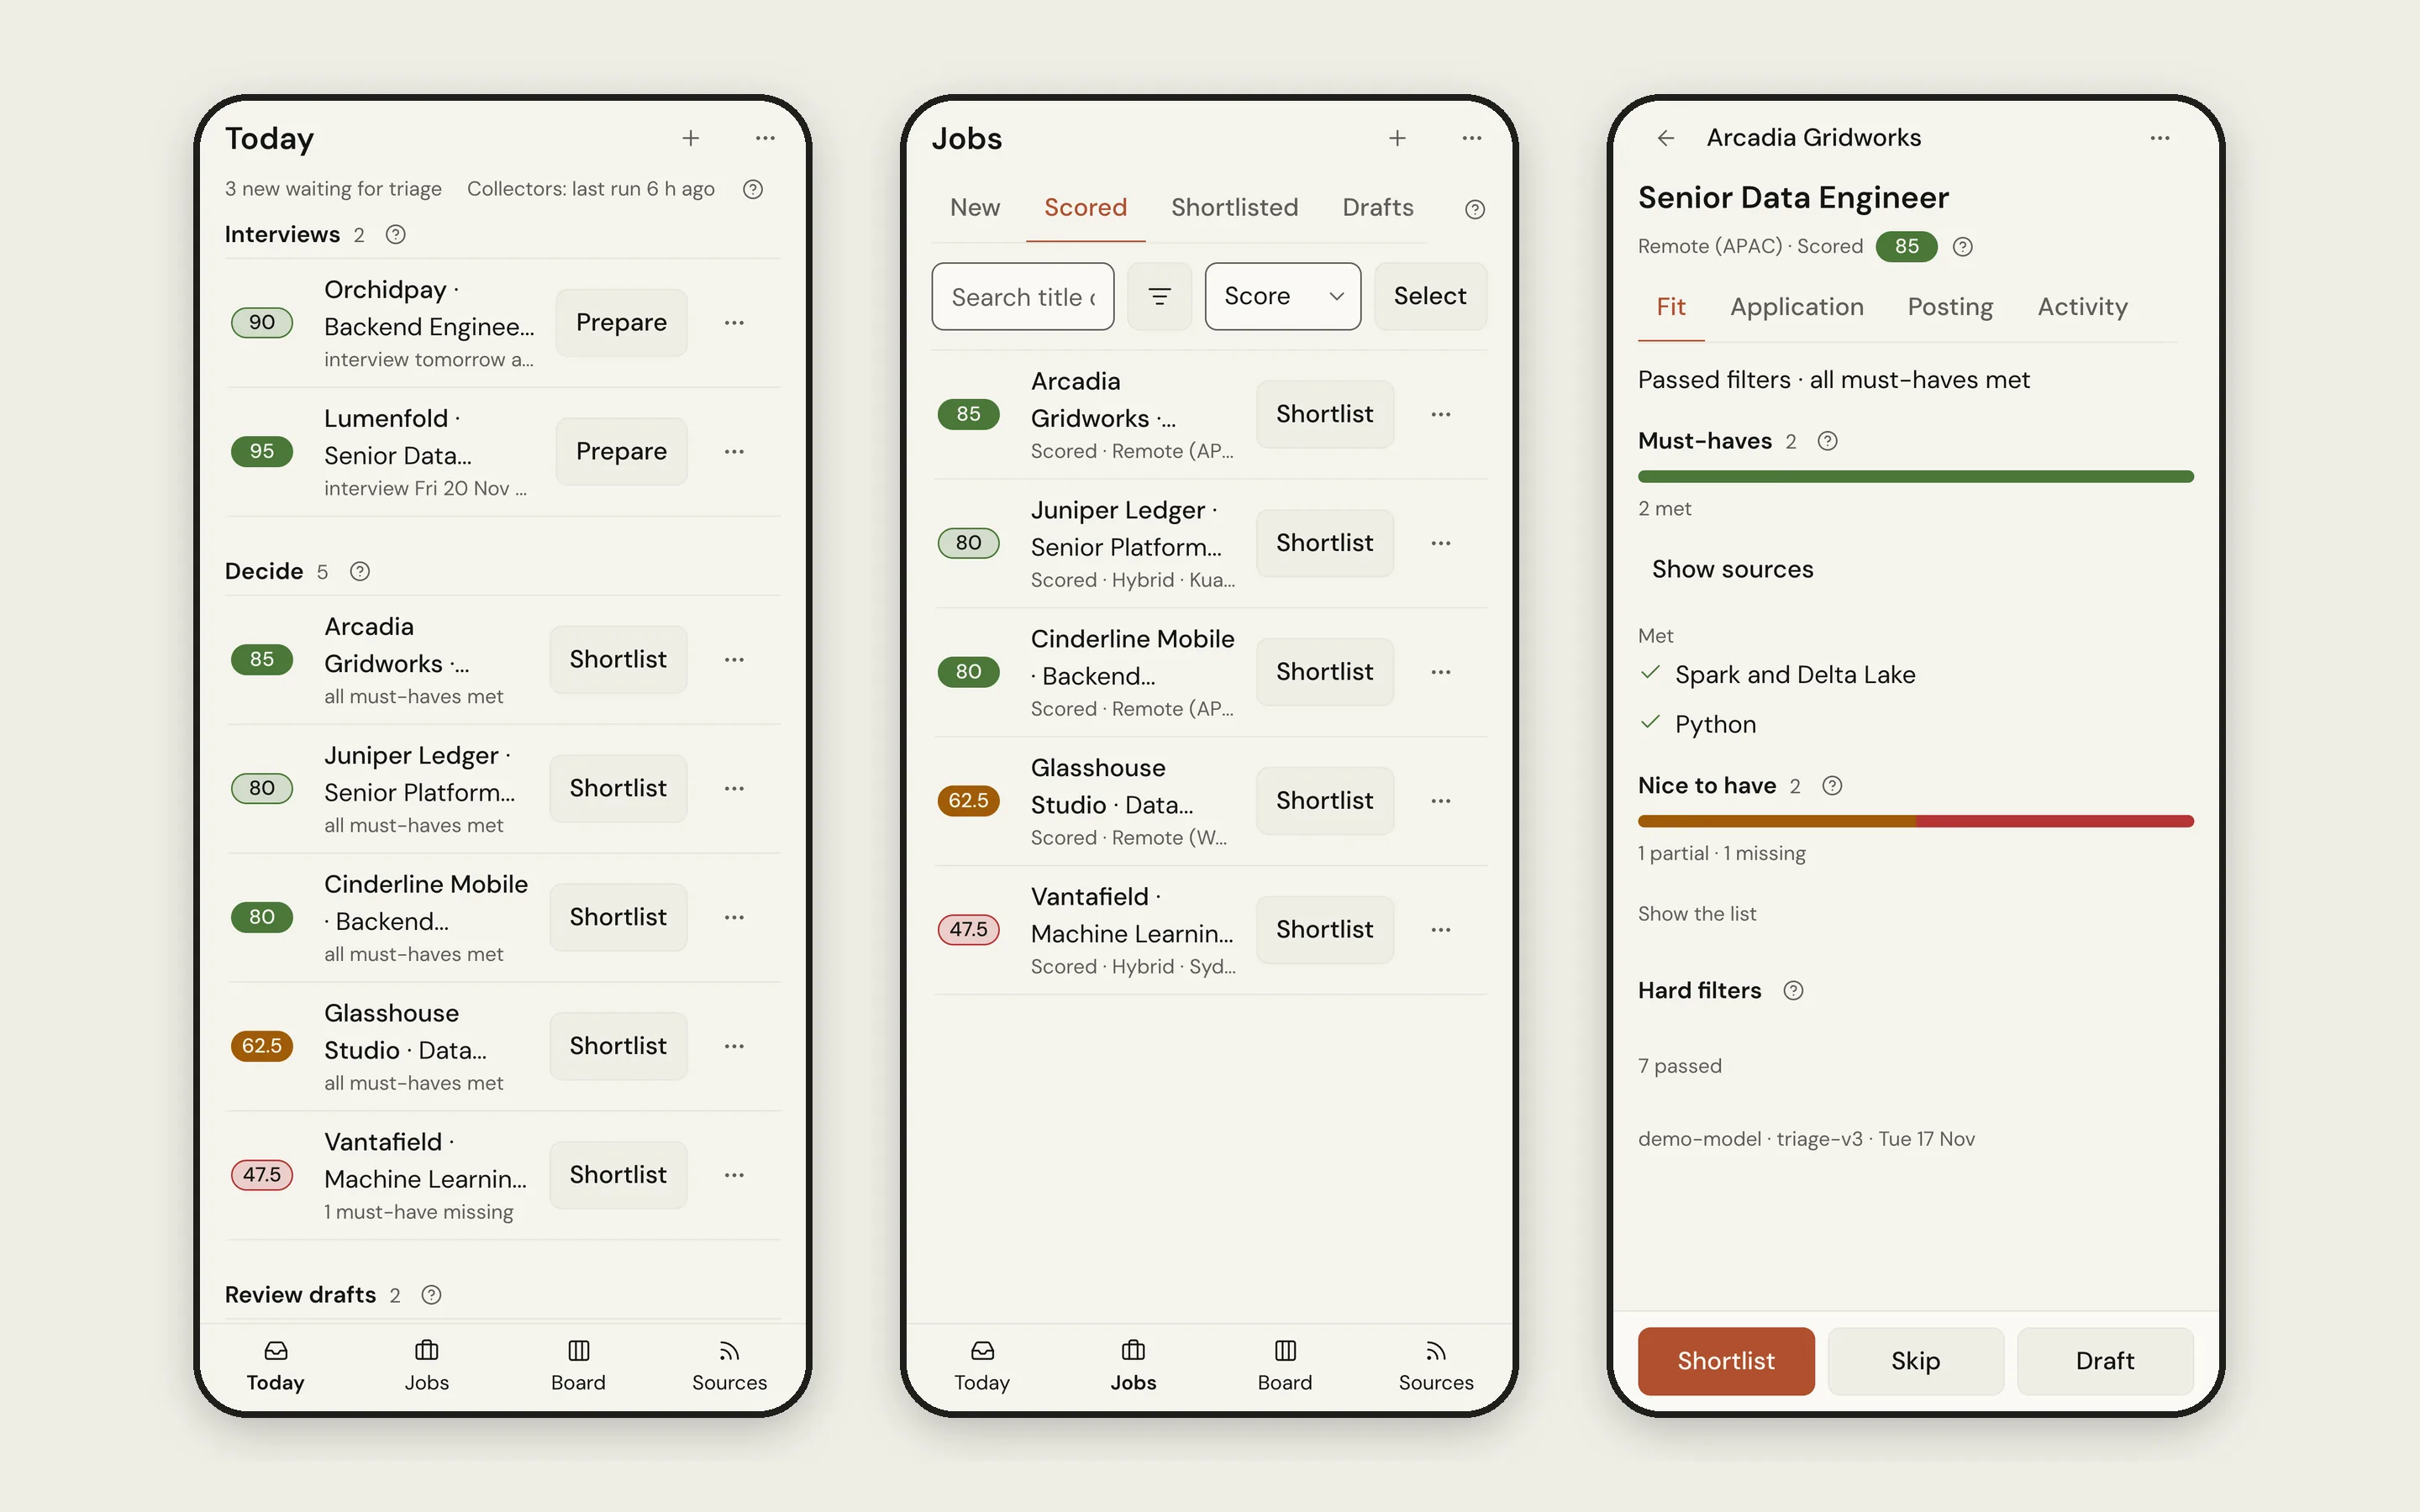 Today
3 new waiting for triage Collectors: last run 6 h ago
Interviews 2
90
Orchidpay ·
Backend Enginee...
interview tomorrow a...
Prepare
95
Lumenfold ·
Senior Data...
interview Fri 20 Nov ...
Prepare
Decide 5
85
Arcadia
Gridworks ·...
all must-haves met
Shortlist
80
Juniper Ledger ·
Senior Platform...
all must-haves met
Shortlist
80
Cinderline Mobile
· Backend...
all must-haves met
Shortlist
62.5
Glasshouse
Studio · Data...
all must-haves met
Shortlist
47.5
Vantafield ·
Machine Learnin...
1 must-have missing
Shortlist
Review drafts 2
Today Jobs Board Sources
Jobs
New Scored Shortlisted Drafts
Search title Score Select
85
Arcadia
Gridworks ·...
Scored · Remote (AP...
Shortlist
80
Juniper Ledger ·
Senior Platform...
Scored · Hybrid · Kua...
Shortlist
80
Cinderline Mobile
· Backend...
Scored · Remote (AP...
Shortlist
62.5
Glasshouse
Studio · Data...
Scored · Remote (W...
Shortlist
47.5
Vantafield ·
Machine Learnin...
Scored · Hybrid · Syd...
Shortlist
Today Jobs Board Sources
Arcadia Gridworks
Senior Data Engineer
Remote (APAC) · Scored 85
Fit Application Posting Activity
Passed filters · all must-haves met
Must-haves 2
2 met
Show sources
Met
Spark and Delta Lake
Python
Nice to have 2
1 partial · 1 missing
Show the list
Hard filters
7 passed
demo-model · triage-v3 · Tue 17 Nov
Shortlist Skip Draft